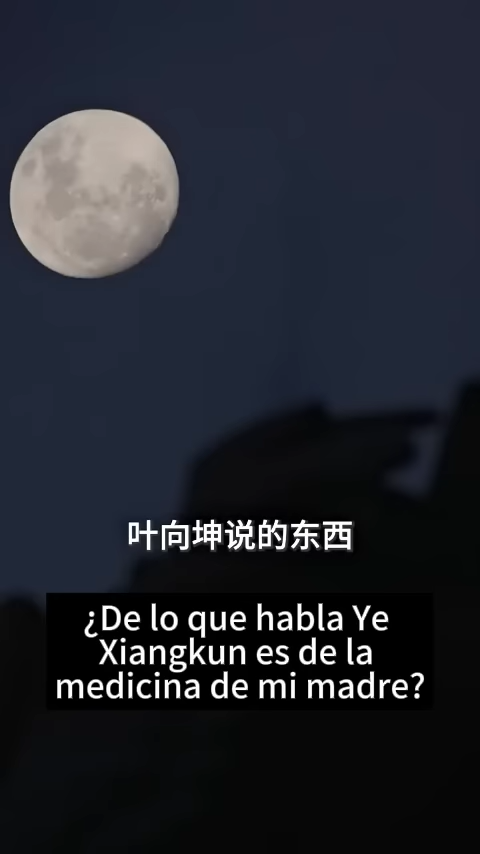 叶向坤说的东西
¿De lo que habla Ye
Xiangkun es de la
medicina de mi madre?